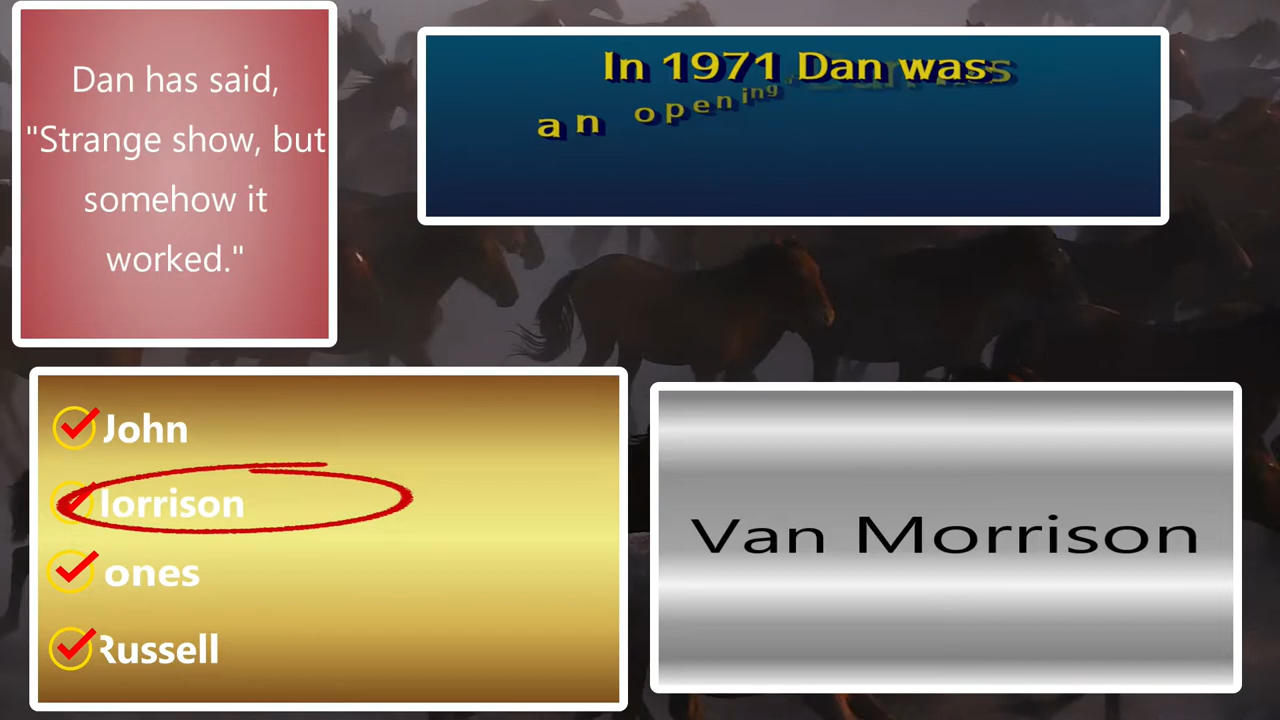 Dan has said,
"Strange show, but
somehow it
worked."
In 1971 Dan was
an opening
John
lorrison
ones
Russell
Van Morrison